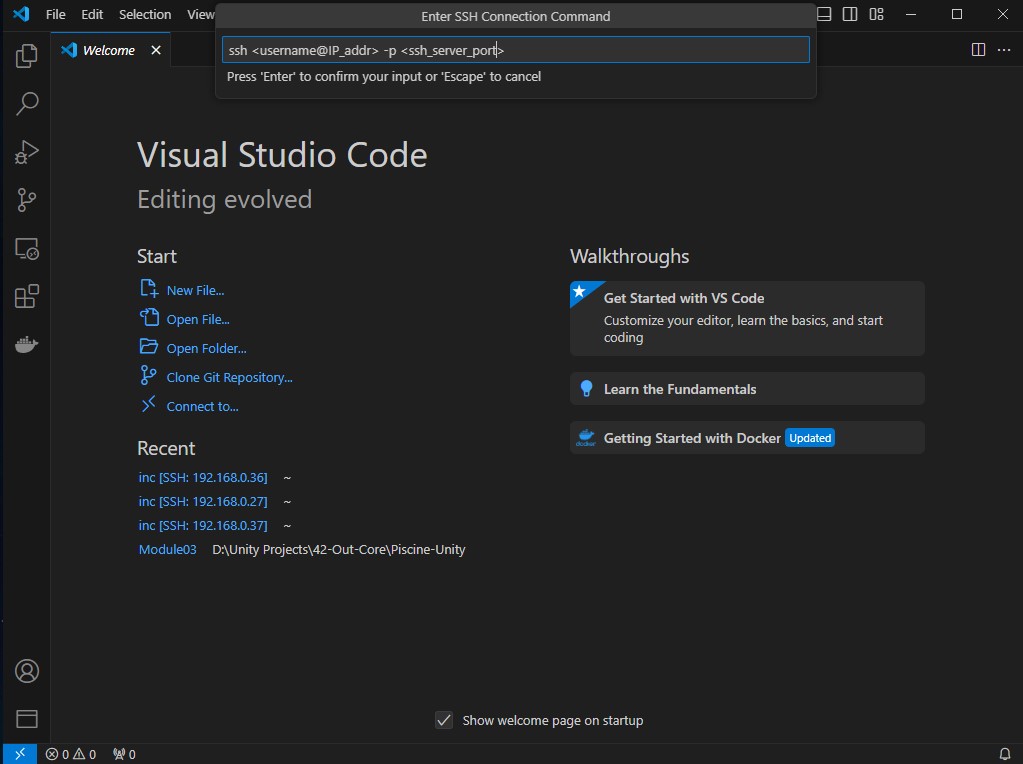 File Edit Selection View
Enter SSH Connection Command
ssh <username@IP_addr> -p <ssh_server_port>
Press 'Enter' to confirm your input or 'Escape' to cancel
Welcome
Visual Studio Code
Editing evolved
Start
New File...
Open File...
Open Folder...
Clone Git Repository...
Connect to...
Recent
inc [SSH: 192.168.0.36] ~
inc [SSH: 192.168.0.27] ~
inc [SSH: 192.168.0.37] ~
Module03 D:\Unity Projects\42-Out-Core\Piscine-Unity
Walkthroughs
Get Started with VS Code
Customize your editor, learn the basics, and start
coding
Learn the Fundamentals
docker
Getting Started with Docker Updated
Show welcome page on startup
0 0 0